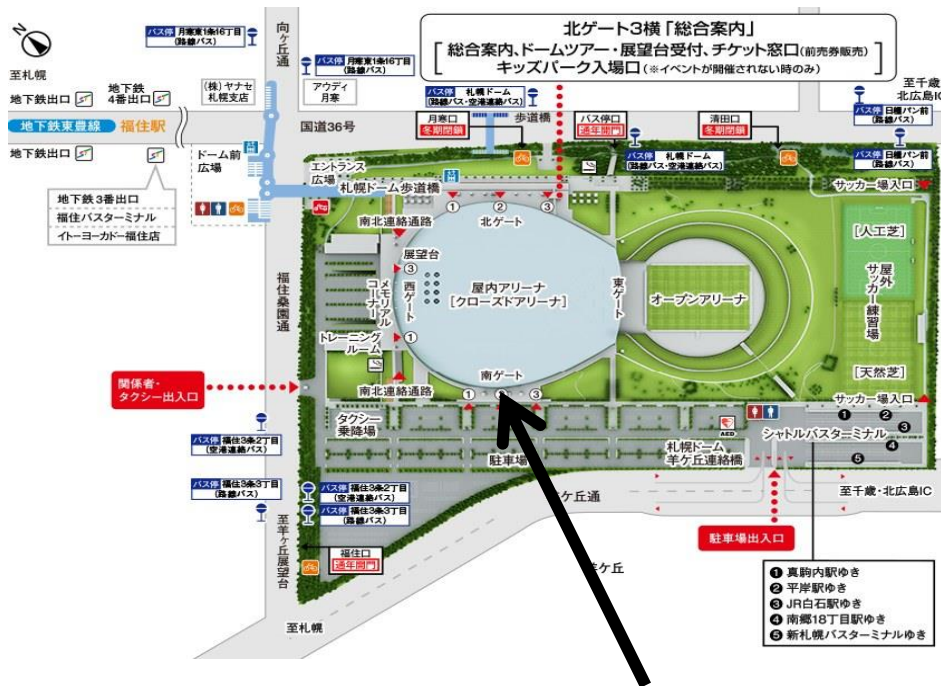 北ゲート3横「総合案内」
総合案内、ドームツアー・展望台受付、チケット窓口(前売券販売)
キッズパーク入場口(※イベントが開催されない時のみ)
N
至札幌
地下鉄出口
地下鉄
4番出口
地下鉄東豊線 福住駅
地下鉄出口
地下鉄3番出口
福住バスターミナル
イトーヨーカドー福住店
バス停 月寒東1条16丁目
(路線バス)
向ヶ丘通
バス停 月寒東1条16丁目
(路線バス)
(株)ヤナセ
札幌支店
アウディ
月寒
国道36号
ドーム前
広場
バス停 札幌ドーム
(路線バス・空港連絡バス)
歩道橋
月寒口
冬期閉鎖
バス停口
通年開門
清田口
冬期閉鎖
バス停 札幌ドーム
(路線バス・空港連絡バス)
至千歳
北広島IC
バス停 日糧パン前
(路線バス)
バス停 日糧パン前
(路線バス)
エントランス
広場
札幌ドーム歩道橋
サッカー場入口
1
2
3
南北連絡通路
北ゲート
展望台
3
西ゲート
メモリアル
コーナー
1
トレーニング
ルーム
屋内アリーナ
[クローズドアリーナ]
東ゲート
オープンアリーナ
[人工芝]
屋外
サッカー練習場
[天然芝]
福住桑園通
関係者・
タクシー出入口
南北連絡通路
南ゲート
1
3
サッカー場入口
タクシー
乗降場
駐車場
AED
札幌ドーム
羊ケ丘連絡橋
シャトルバスターミナル
1
2
3
4
5
バス停 福住3条2丁目
(空港連絡バス)
バス停 福住3条3丁目
(路線バス)
バス停 福住3条2丁目
(空港連絡バス)
バス停 福住3条3丁目
(路線バス)
ケ丘通
至千歳・北広島IC
駐車場出入口
福住口
通年開門
至羊ヶ丘展望台
ケ丘
至札幌
❶ 真駒内駅ゆき
❷ 平岸駅ゆき
❸ JR白石駅ゆき
❹ 南郷18丁目駅ゆき
❺ 新札幌バスターミナルゆき